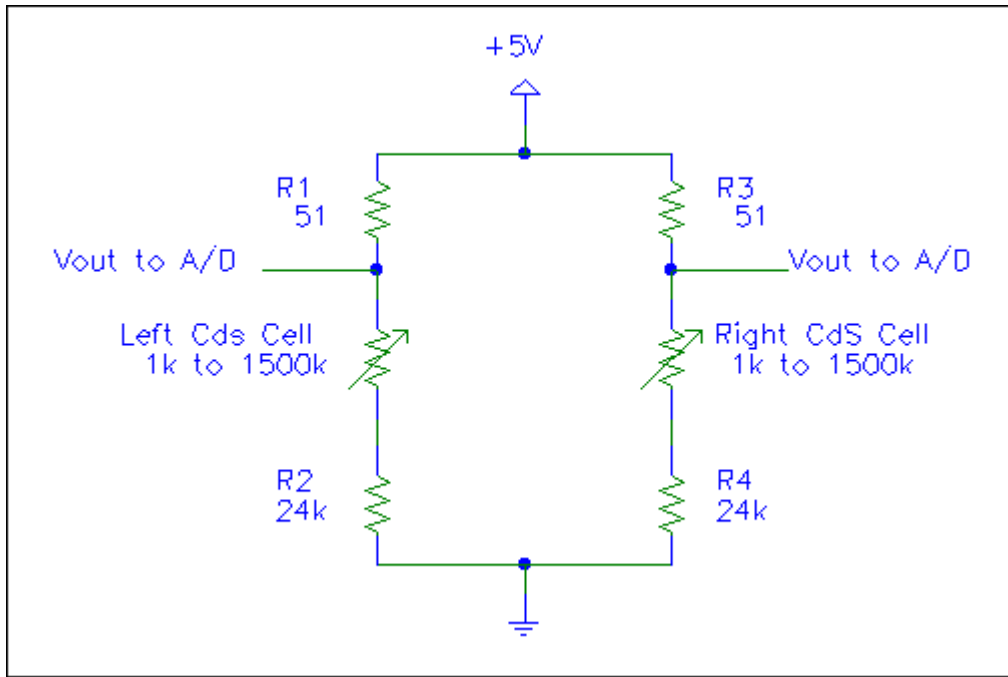 +5V
R1
51
R3
51
Vout to A/D
Vout to A/D
Left Cds Cell
1k to 1500k
Right CdS Cell
1k to 1500k
R2
24k
R4
24k